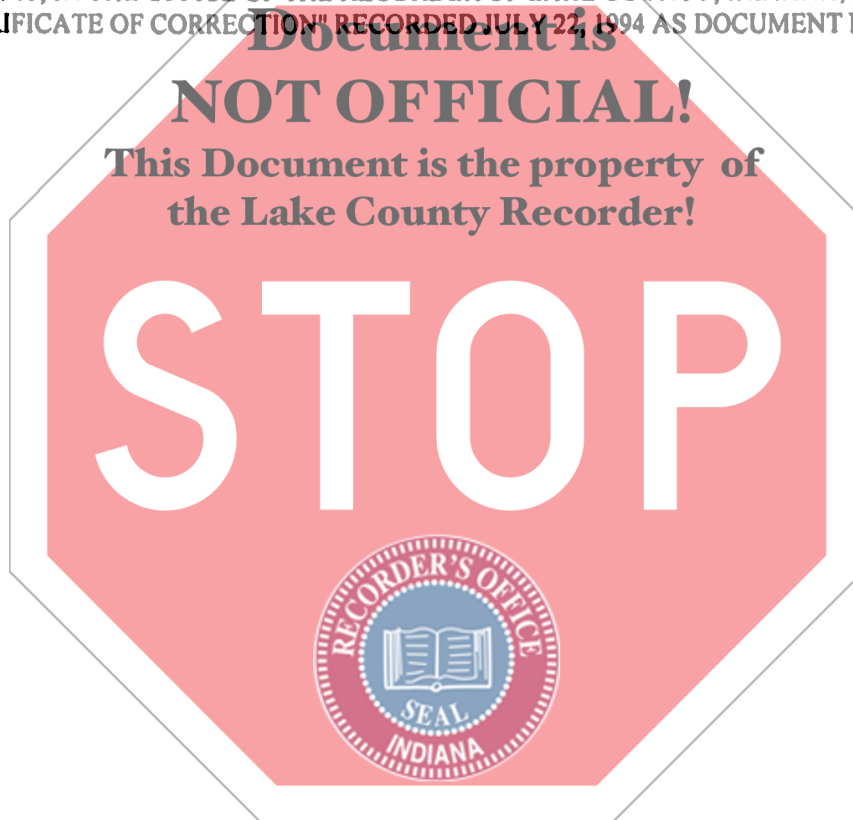 IFICATE OF CORRECTION" RECORDED JULY 22, 1994 AS DOCUMENT
Document is
NOT OFFICIAL!
This Document is the property of
the Lake County Recorder!
STOP
RECORDER'S OFFICE
SEAL
INDIANA